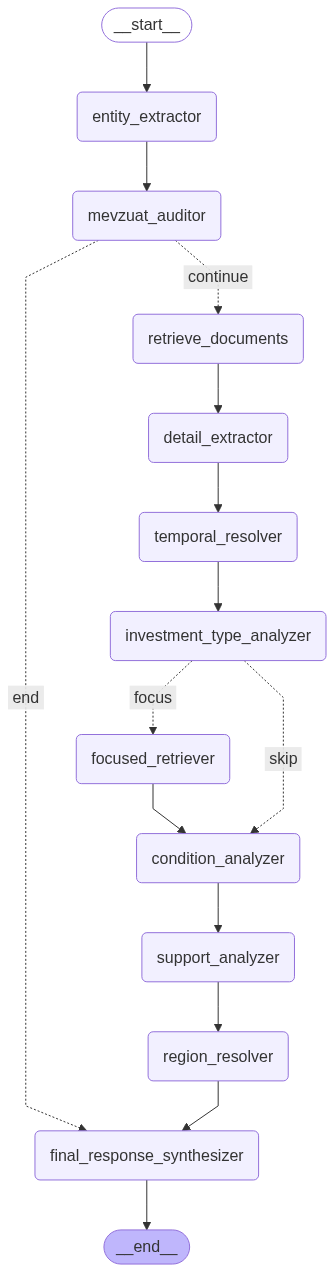 __start__
entity_extractor
mevzuat_auditor
continue
retrieve_documents
detail_extractor
temporal_resolver
investment_type_analyzer
end
focus
focused_retriever
skip
condition_analyzer
support_analyzer
region_resolver
final_response_synthesizer
__end__